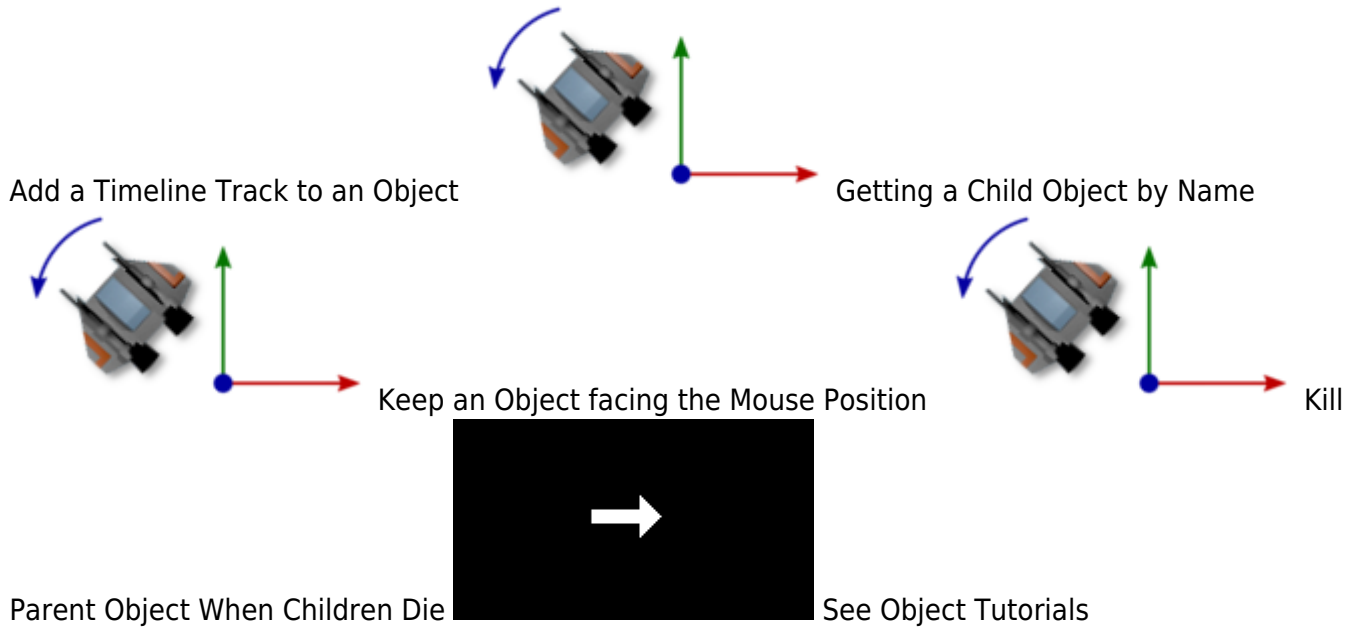 Add a Timeline Track to an Object Getting a Child Object by Name
Keep an Object facing the Mouse Position Kill
Parent Object When Children Die See Object Tutorials